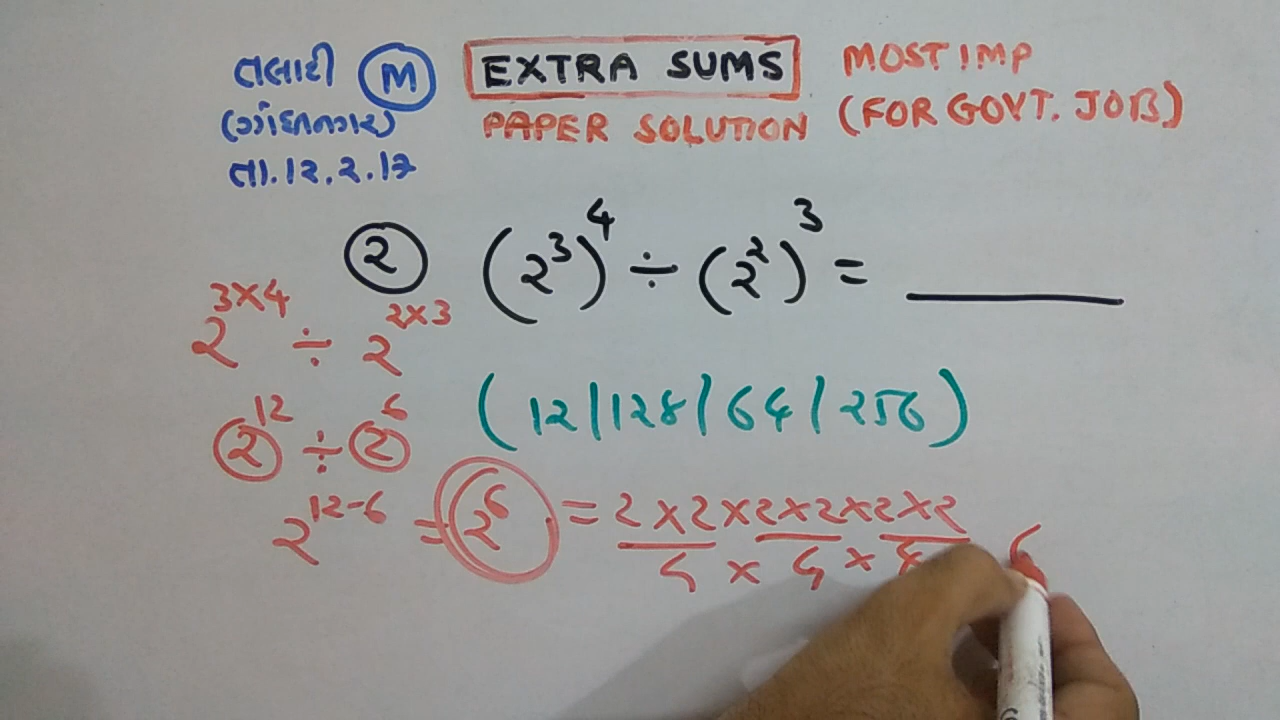 તલાટી M EXTRA SUMS MOST IMP
(ગાંધીનગર) PAPER SOLUTION (FOR GOVT. JOB)
તા.12.2.17
2 (2³)⁴ ÷ (2²)³ = ________
2^{3×4} ÷ 2^{2×3}
(12/128/64/256)
2^{12} ÷ 2^{6}
2^{12-6} = 2^{6} = 2×2×2×2×2×2
4 × 4 ×